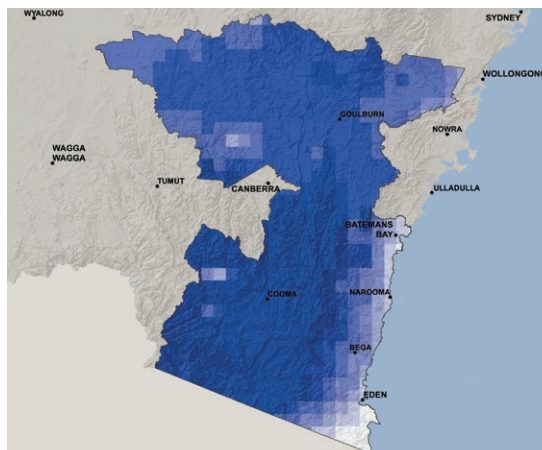 WYALONG
SYDNEY
WOLLONGONG
GOULBURN
NOWRA
WAGGA
WAGGA
TUMUT
CANBERRA
ULLADULLA
BATEMANS
BAY
COOMA
NAROOMA
BEGA
EDEN